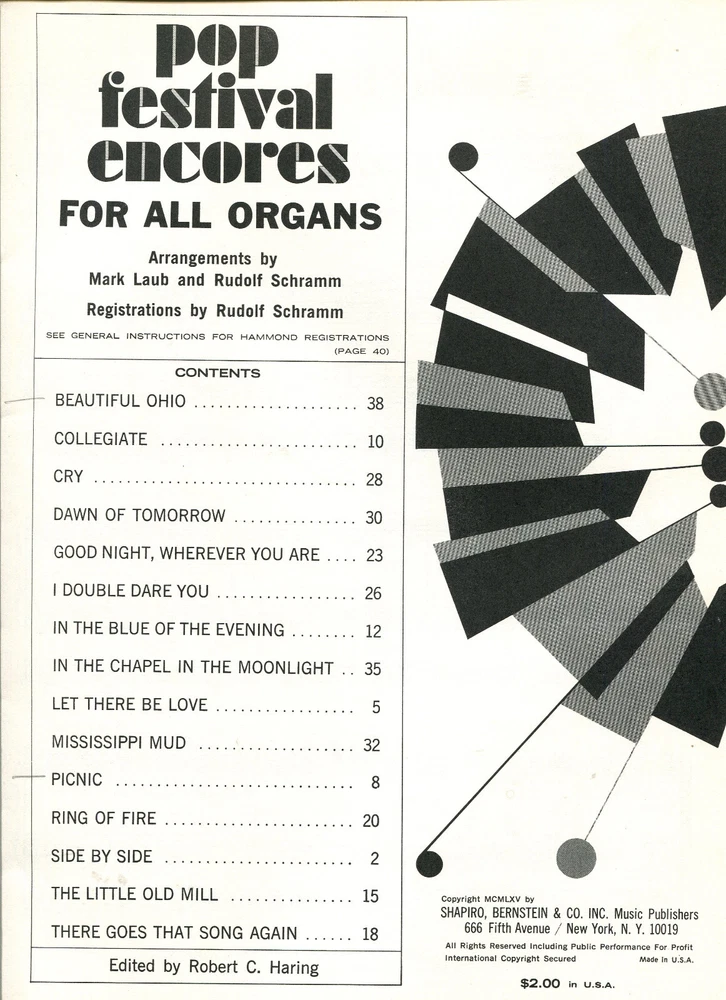 pop
festival
encores
FOR ALL ORGANS
Arrangements by
Mark Laub and Rudolf Schramm
Registrations by Rudolf Schramm
SEE GENERAL INSTRUCTIONS FOR HAMMOND REGISTRATIONS
(PAGE 40)
CONTENTS
BEAUTIFUL OHIO .................... 38
COLLEGIATE ........................ 10
CRY ................................ 28
DAWN OF TOMORROW ............... 30
GOOD NIGHT, WHEREVER YOU ARE .... 23
I DOUBLE DARE YOU ................. 26
IN THE BLUE OF THE EVENING ........ 12
IN THE CHAPEL IN THE MOONLIGHT .. 35
LET THERE BE LOVE ................. 5
MISSISSIPPI MUD ................... 32
PICNIC ............................. 8
RING OF FIRE ....................... 20
SIDE BY SIDE ....................... 2
THE LITTLE OLD MILL ............... 15
THERE GOES THAT SONG AGAIN ...... 18
Edited by Robert C. Haring
Copyright MCMLXV by
SHAPIRO, BERNSTEIN & CO. INC. Music Publishers
666 Fifth Avenue / New York, N. Y. 10019
All Rights Reserved Including Public Performance For Profit
International Copyright Secured Made in U.S.A.
$2.00 in U.S.A.